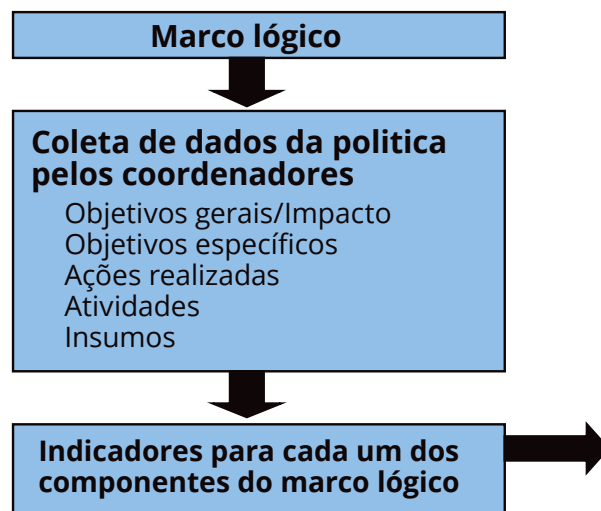 Marco lógico
Coleta de dados da politica
pelos coordenadores
Objetivos gerais/Impacto
Objetivos específicos
Ações realizadas
Atividades
Insumos
Indicadores para cada um dos
componentes do marco lógico